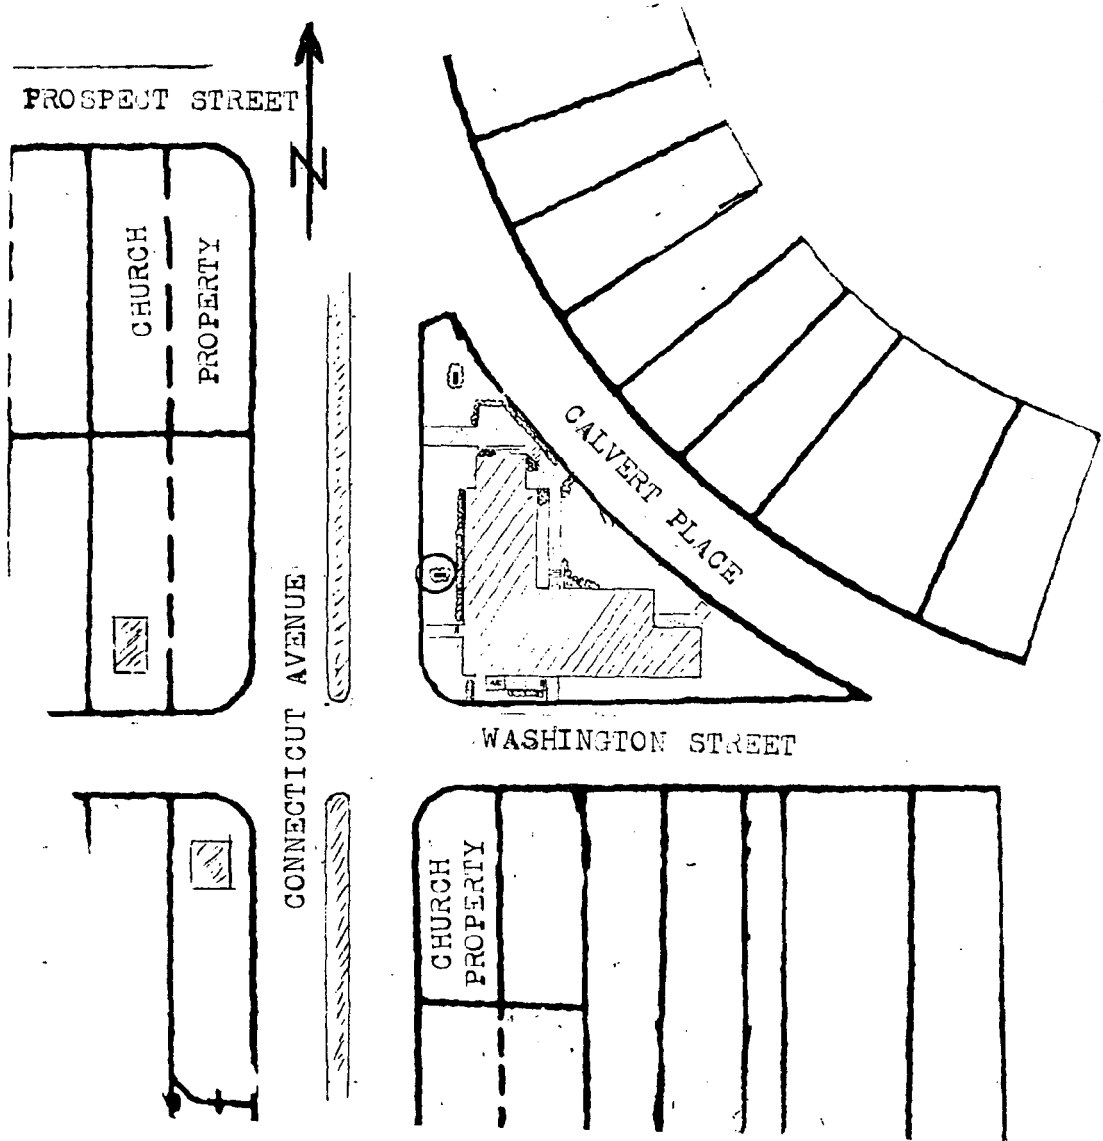 PROSPECT STREET
N
CHURCH
PROPERTY
CALVERT PLACE
CONNECTICUT AVENUE
WASHINGTON STREET
CHURCH
PROPERTY